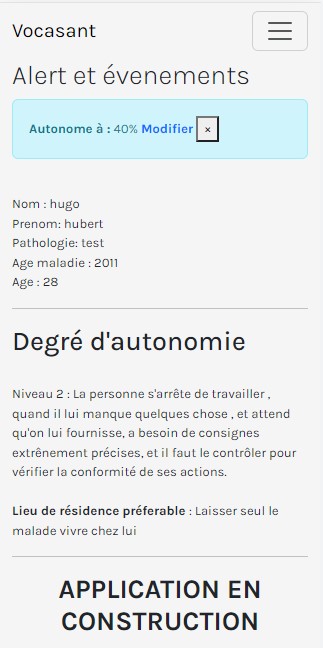 Vocasant
Alert et évenements
Autonome à : 40% Modifier ×
Nom : hugo
Prenom: hubert
Pathologie: test
Age maladie : 2011
Age : 28
Degré d'autonomie
Niveau 2 : La personne s'arrête de travailler ,
quand il lui manque quelques chose , et attend
qu'on lui fournisse, a besoin de consignes
extrênement précises, et il faut le contrôler pour
vérifier la conformité de ses actions.
Lieu de résidence préferable : Laisser seul le
malade vivre chez lui
APPLICATION EN
CONSTRUCTION